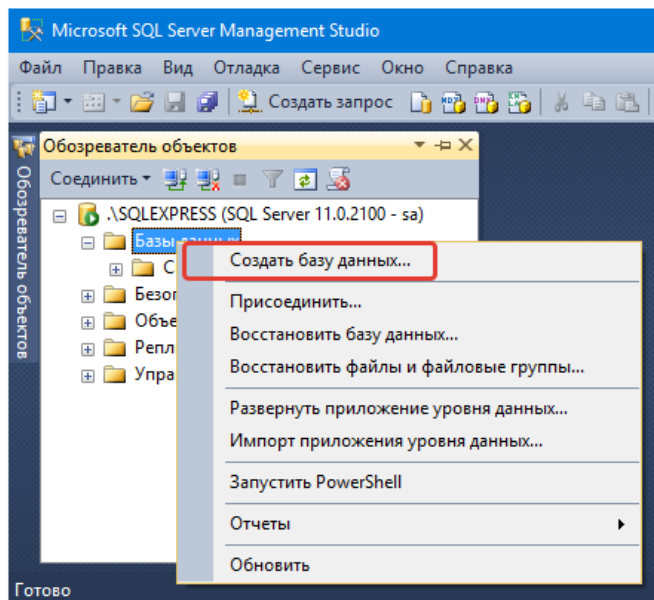 Microsoft SQL Server Management Studio
Файл Правка Вид Отладка Сервис Окно Справка
Создать запрос
Обозреватель объектов
Обозреватель объектов
Соединить
.\SQLEXPRESS (SQL Server 11.0.2100 - sa)
Базы данных
Создать базу данных...
Присоединить...
Восстановить базу данных...
Восстановить файлы и файловые группы...
Развернуть приложение уровня данных...
Импорт приложения уровня данных...
Запустить PowerShell
Отчеты
Обновить
Готово